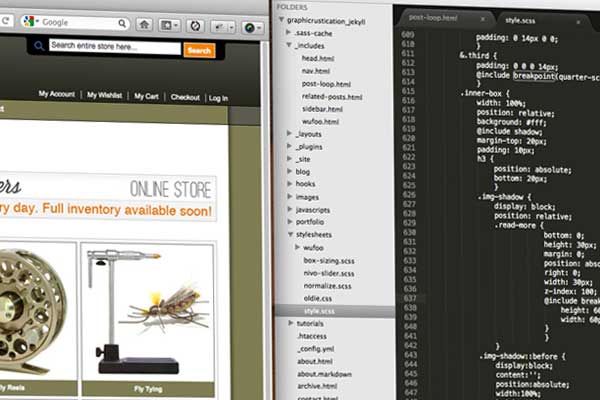 Google
Search entire store here...
Search
My Account | My Wishlist | My Cart | Checkout | Log In
ers
ONLINE STORE
ry day. Full inventory available soon!
y Reels
Fly Tying
FOLDERS
graphicrustication_jekyll
.sass-cache
_includes
head.html
nav.html
post-loop.html
related-posts.html
sidebar.html
wufoo.html
_layouts
_plugins
_site
blog
hooks
images
javascripts
portfolio
stylesheets
wufoo
box-sizing.scss
nivo-slider.scss
normalize.scss
oldie.css
style.scss
tutorials
.htaccess
_config.yml
about.html
about.markdown
archive.html
contact.html
post-loop.html
style.scss
609 padding: 0 14px 0 0;
610 }
611 &.third {
612 padding: 0 0 0 14px;
613 @include breakpoint(quarter-sc
614 }
615 .inner-box {
616 width: 100%;
617 position: relative;
618 background: #fff;
619 @include shadow;
620 margin-top: 20px;
621 padding: 10px;
622 h3 {
623 position: absolute;
624 bottom: 20px;
625 }
626 .img-shadow {
627 display: block;
628 position: relative;
629 .read-more {
630 bottom: 0;
631 height: 30px;
632 margin: 0;
633 position: abso
634 right: 0;
635 width: 30px;
636 z-index: 100;
637 @include break
638 height: 60
639 width: 60p
640 }
641 }
642 }
643 .img-shadow::before {
644 display:block;
645 content:'';
646 position:absolute;
647 width:100%;